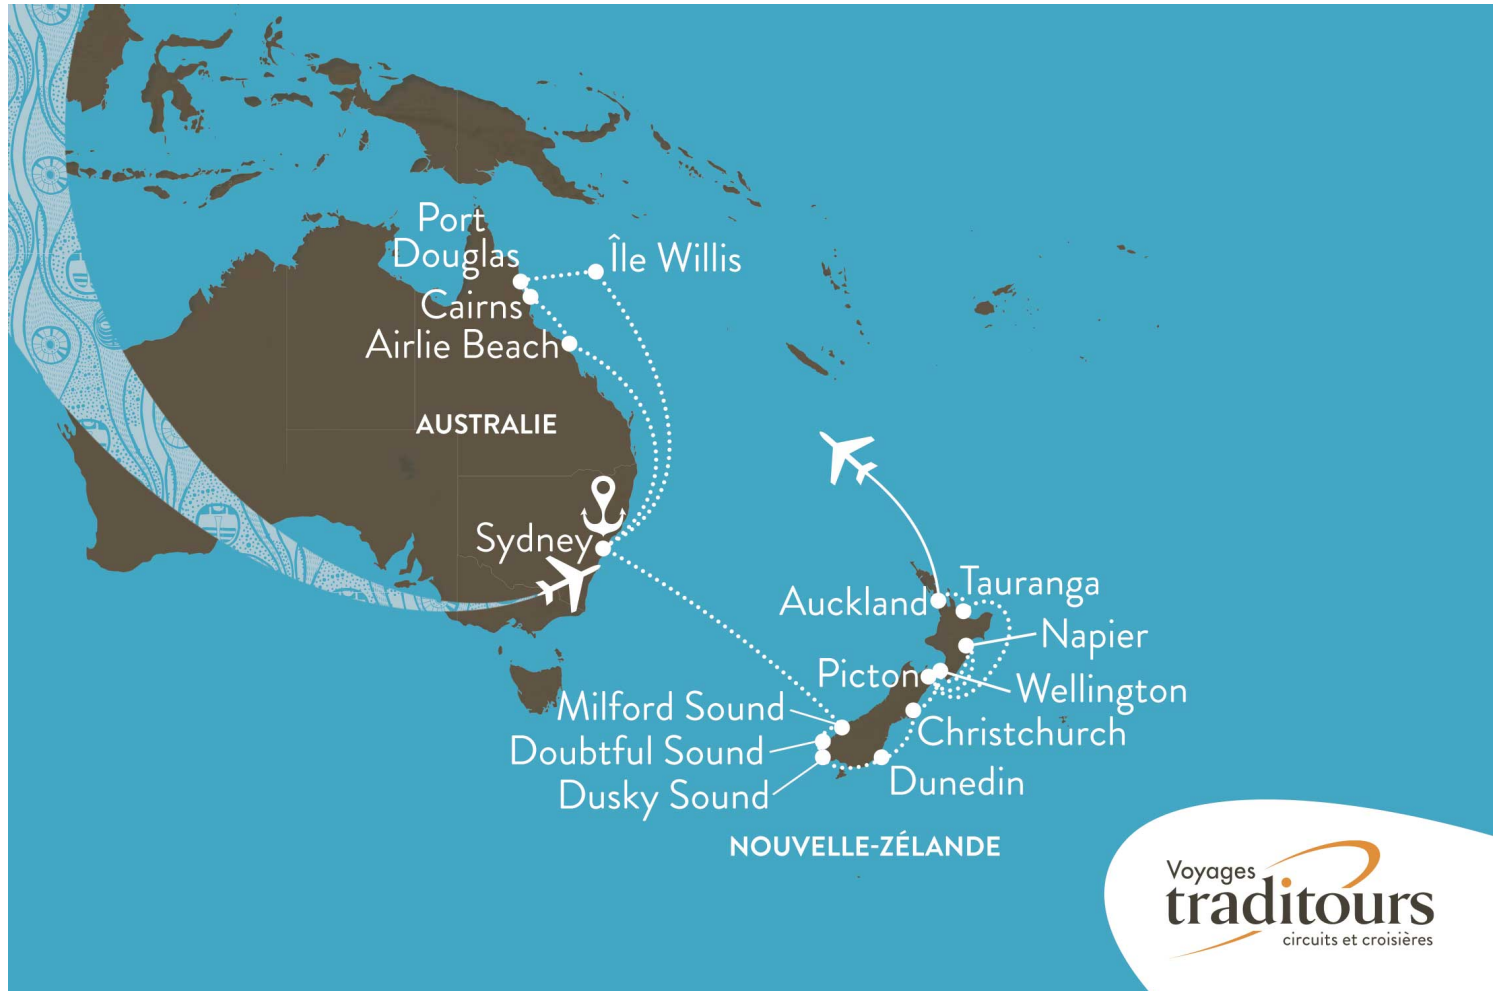 Port
Douglas
Île Willis
Cairns
Airlie Beach
AUSTRALIE
Sydney
Tauranga
Auckland
Napier
Picton
Wellington
Milford Sound
Christchurch
Doubtful Sound
Dusky Sound
Dunedin
NOUVELLE-ZÉLANDE
Voyages
traditours
circuits et croisières